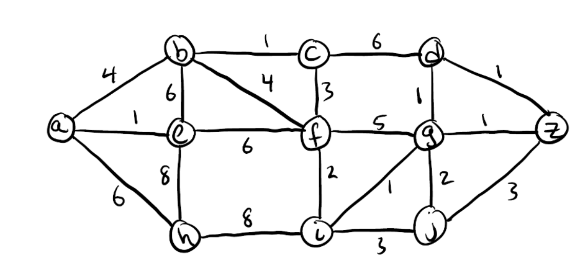 b 1 c 6 d
4 6 4 3 1 1
a 1 e 6 f 5 g 1 z
6 8 2 1 2 3
h 8 i 3 j